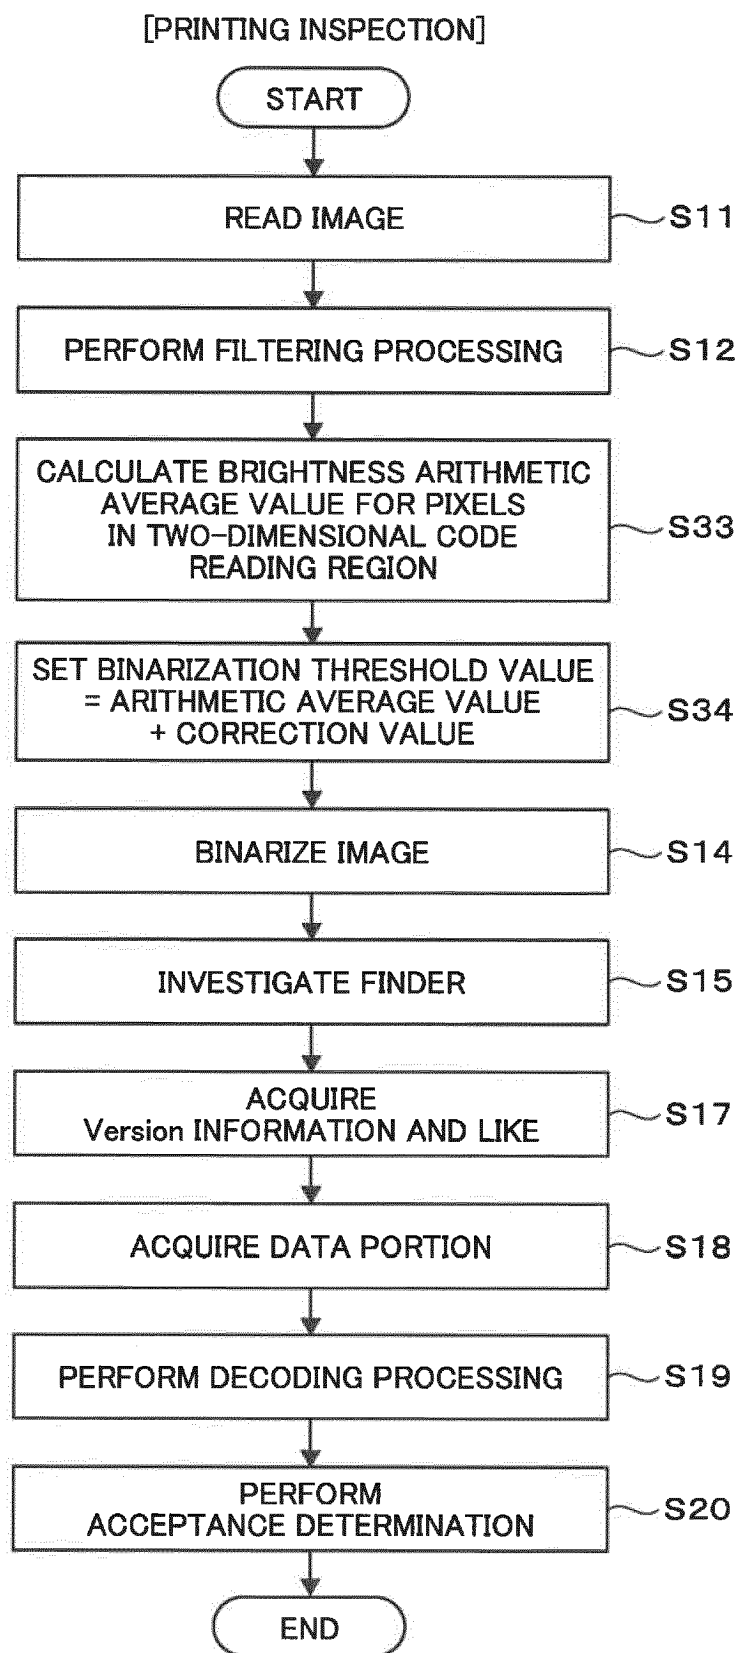 [PRINTING INSPECTION]
START
READ IMAGE
S11
PERFORM FILTERING PROCESSING
S12
CALCULATE BRIGHTNESS ARITHMETIC
AVERAGE VALUE FOR PIXELS
IN TWO-DIMENSIONAL CODE
READING REGION
S33
SET BINARIZATION THRESHOLD VALUE
= ARITHMETIC AVERAGE VALUE
+ CORRECTION VALUE
S34
BINARIZE IMAGE
S14
INVESTIGATE FINDER
S15
ACQUIRE
Version INFORMATION AND LIKE
S17
ACQUIRE DATA PORTION
S18
PERFORM DECODING PROCESSING
S19
PERFORM
ACCEPTANCE DETERMINATION
S20
END